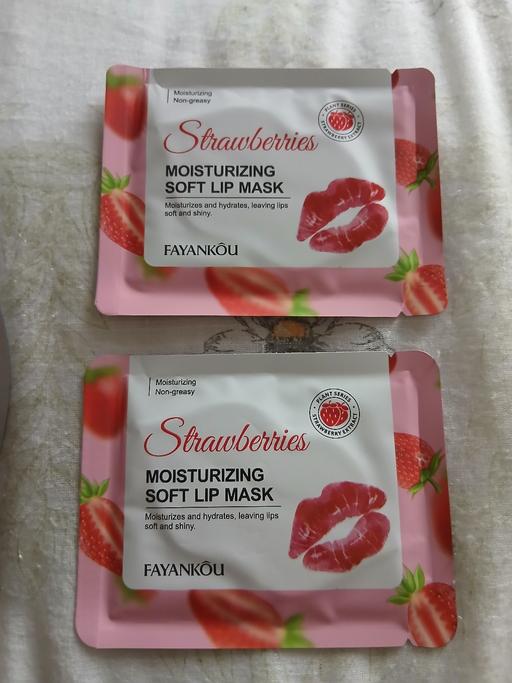 Moisturizing
Non-greasy
PLANT SERIES
STRAWBERRY EXTRACT
Strawberries
MOISTURIZING
SOFT LIP MASK
Moisturizes and hydrates, leaving lips
soft and shiny.
FAYANKÔU
Moisturizing
Non-greasy
PLANT SERIES
STRAWBERRY EXTRACT
Strawberries
MOISTURIZING
SOFT LIP MASK
Moisturizes and hydrates, leaving lips
soft and shiny.
FAYANKÔU